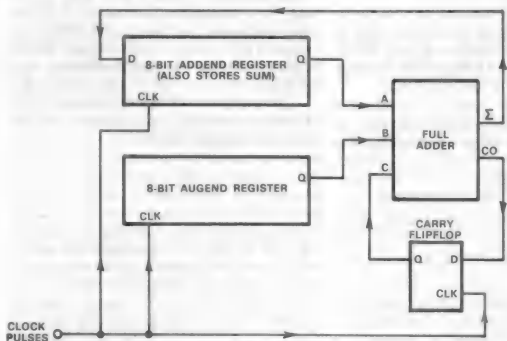 D
8-BIT ADDEND REGISTER
(ALSO STORES SUM)
Q
CLK
A
B
C
FULL
ADDER
Σ
CO
8-BIT AUGEND REGISTER
Q
CLK
CARRY
FLIPFLOP
Q
D
CLK
CLOCK
PULSES